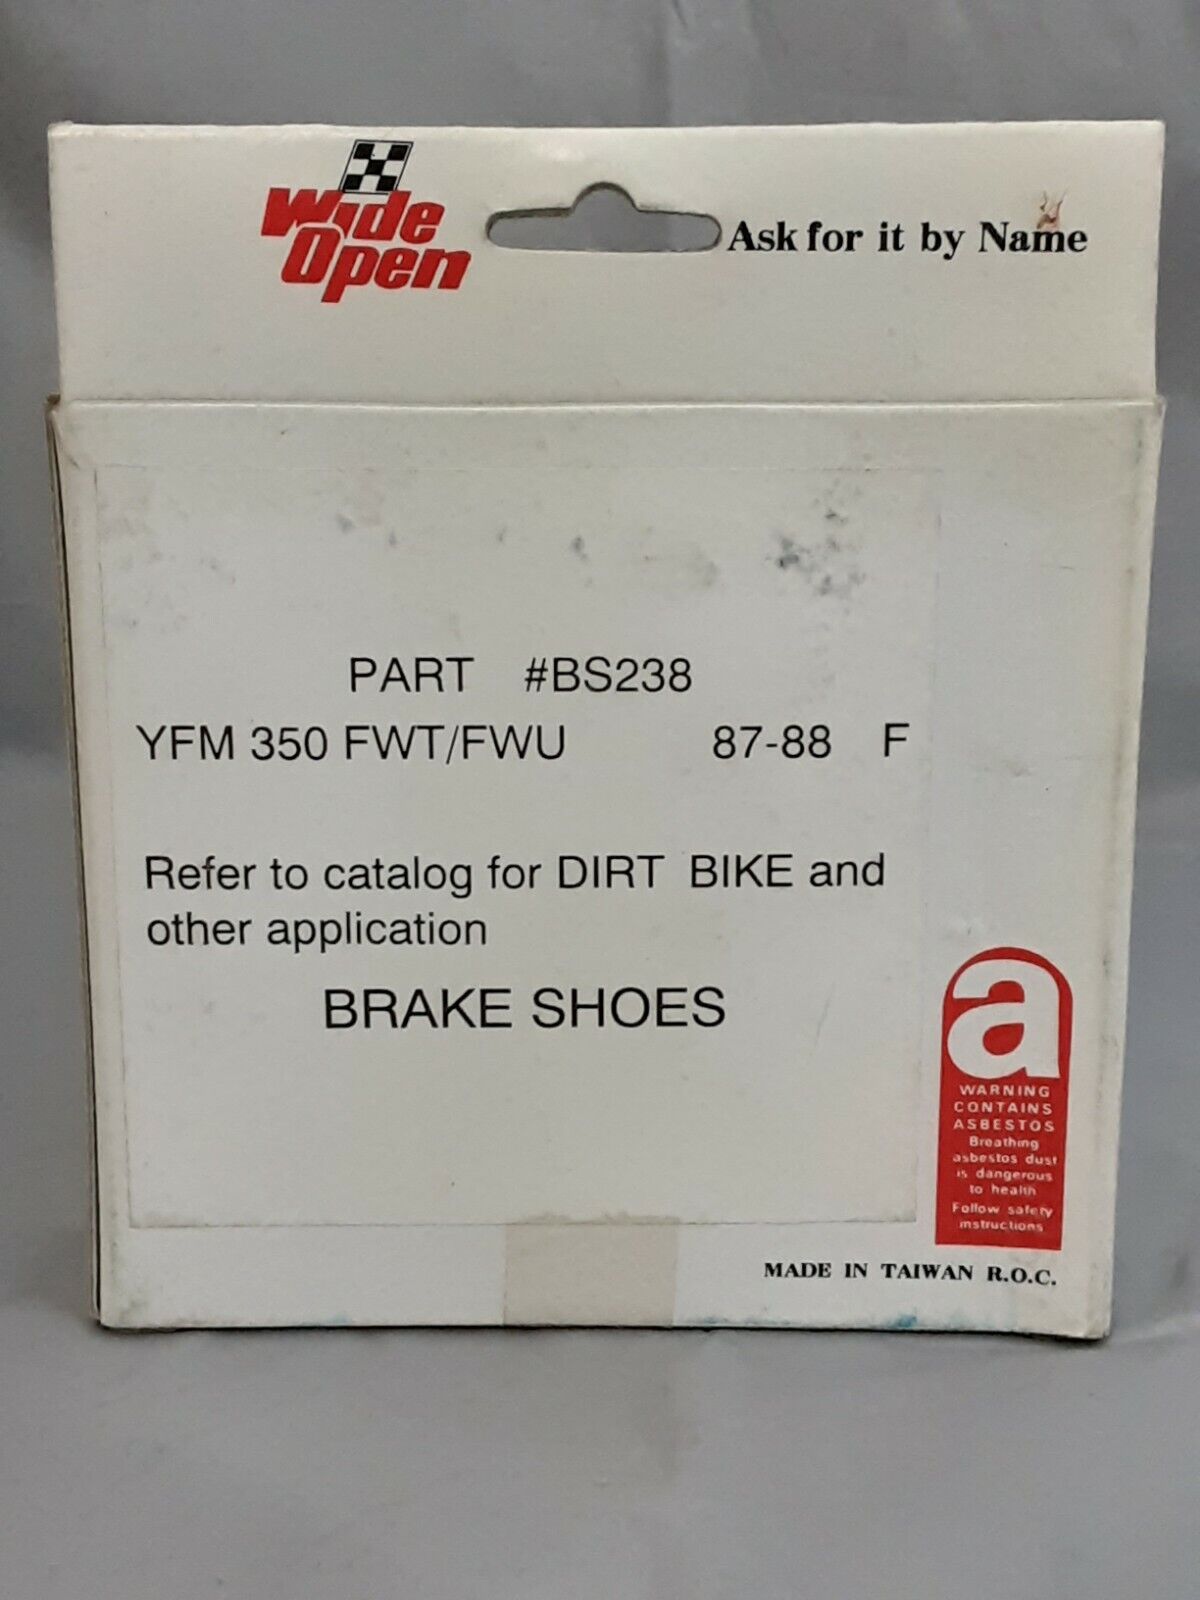 Wide
Open
Ask for it by Name
PART #BS238
YFM 350 FWT/FWU 87-88 F
Refer to catalog for DIRT BIKE and
other application
BRAKE SHOES
a
WARNING
CONTAINS
ASBESTOS
Breathing
asbestos dust
is dangerous
to health
Follow safety
instructions
MADE IN TAIWAN R.O.C.